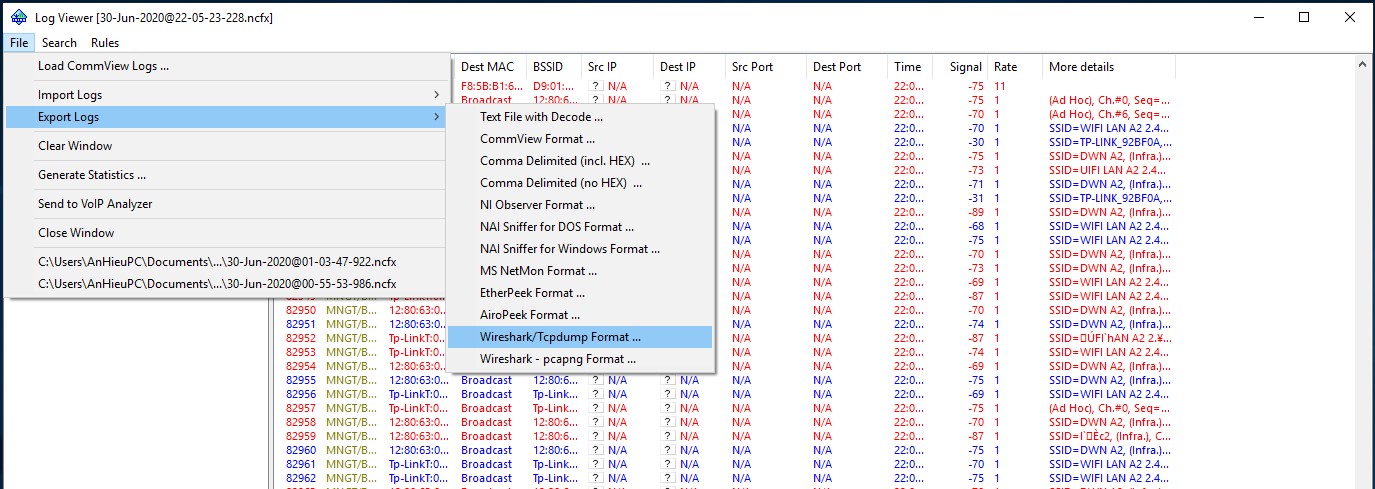 Log Viewer [30-Jun-2020@22-05-23-228.ncfx]
File Search Rules
Load CommView Logs ...
Import Logs
Export Logs
Clear Window
Generate Statistics ...
Send to VoIP Analyzer
Close Window
C:\Users\AnHieuPC\Documents\...\30-Jun-2020@01-03-47-922.ncfx
C:\Users\AnHieuPC\Documents\...\30-Jun-2020@00-55-53-986.ncfx
Text File with Decode ...
CommView Format ...
Comma Delimited (incl. HEX) ...
Comma Delimited (no HEX) ...
NI Observer Format ...
NAI Sniffer for DOS Format ...
NAI Sniffer for Windows Format ...
MS NetMon Format ...
EtherPeek Format ...
AiroPeek Format ...
Wireshark/Tcpdump Format ...
Wireshark - pcapng Format ...
Dest MAC BSSID Src IP Dest IP Src Port Dest Port Time Signal Rate More details
F8:5B:B1:6... D9:01:... ? N/A ? N/A N/A N/A 22:0... -75 11
Broadcast 12:80:6... ? N/A ? N/A N/A N/A 22:0... -75 1 (Ad Hoc), Ch.#0, Seq=...
N/A N/A 22:0... -70 1 (Ad Hoc), Ch.#6, Seq=...
N/A N/A 22:0... -70 1 SSID=WIFI LAN A2 2.4...
N/A N/A 22:0... -30 1 SSID=TP-LINK_92BF0A,...
N/A N/A 22:0... -75 1 SSID=DWN A2, (Infra.)...
N/A N/A 22:0... -73 1 SSID=UIFI LAN A2 2.4...
N/A N/A 22:0... -71 1 SSID=DWN A2, (Infra.)...
N/A N/A 22:0... -31 1 SSID=TP-LINK_92BF0A,...
N/A N/A 22:0... -89 1 SSID=DWN A2, (Infra.)...
N/A N/A 22:0... -68 1 SSID=WIFI LAN A2 2.4...
N/A N/A 22:0... -75 1 SSID=DWN A2, (Infra.)...
N/A N/A 22:0... -70 1 SSID=WIFI LAN A2 2.4...
N/A N/A 22:0... -73 1 SSID=DWN A2, (Infra.)...
N/A N/A 22:0... -69 1 SSID=WIFI LAN A2 2.4...
N/A N/A 22:0... -87 1 SSID=DWN A2, (Infra.)...
82950 MNGT/B... 12:80:63:0... N/A N/A 22:0... -70 1 SSID=WIFI LAN A2 2.4...
82951 MNGT/B... 12:80:63:0... N/A N/A 22:0... -74 1 SSID=DWN A2, (Infra.)...
82952 MNGT/B... Tp-LinkT:0... N/A N/A 22:0... -87 1
82953 MNGT/B... Tp-LinkT:0... N/A N/A 22:0... -74 1 SSID=WIFI LAN A2 2.4...
82954 MNGT/B... Tp-LinkT:0... N/A N/A 22:0... -69 1 SSID=DWN A2, (Infra.)...
82955 MNGT/B... 12:80:63:0... Broadcast 12:80:6... ? N/A ? N/A N/A N/A 22:0... -75 1 SSID=DWN A2, (Infra.)...
82956 MNGT/B... Tp-LinkT:0... Broadcast Tp-Link... ? N/A ? N/A N/A N/A 22:0... -69 1 SSID=WIFI LAN A2 2.4...
82957 MNGT/B... Tp-LinkT:0... Broadcast Tp-Link... ? N/A ? N/A N/A N/A 22:0... -75 1 (Ad Hoc), Ch.#0, Seq=...
82958 MNGT/B... 12:80:63:0... Broadcast 12:80:6... ? N/A ? N/A N/A N/A 22:0... -70 1 SSID=DWN A2, (Infra.)...
82959 MNGT/B... 12:80:63:0... Broadcast 12:80:6... ? N/A ? N/A N/A N/A 22:0... -87 1
82960 MNGT/B... 12:80:63:0... Broadcast 12:80:6... ? N/A ? N/A N/A N/A 22:0... -75 1 SSID=DWN A2, (Infra.)...
82961 MNGT/B... Tp-LinkT:0... Broadcast Tp-Link... ? N/A ? N/A N/A N/A 22:0... -70 1 SSID=WIFI LAN A2 2.4...
82962 MNGT/B... Tp-LinkT:0... Broadcast Tp-Link... ? N/A ? N/A N/A N/A 22:0... -75 1 SSID=WIFI LAN A2 2.4...